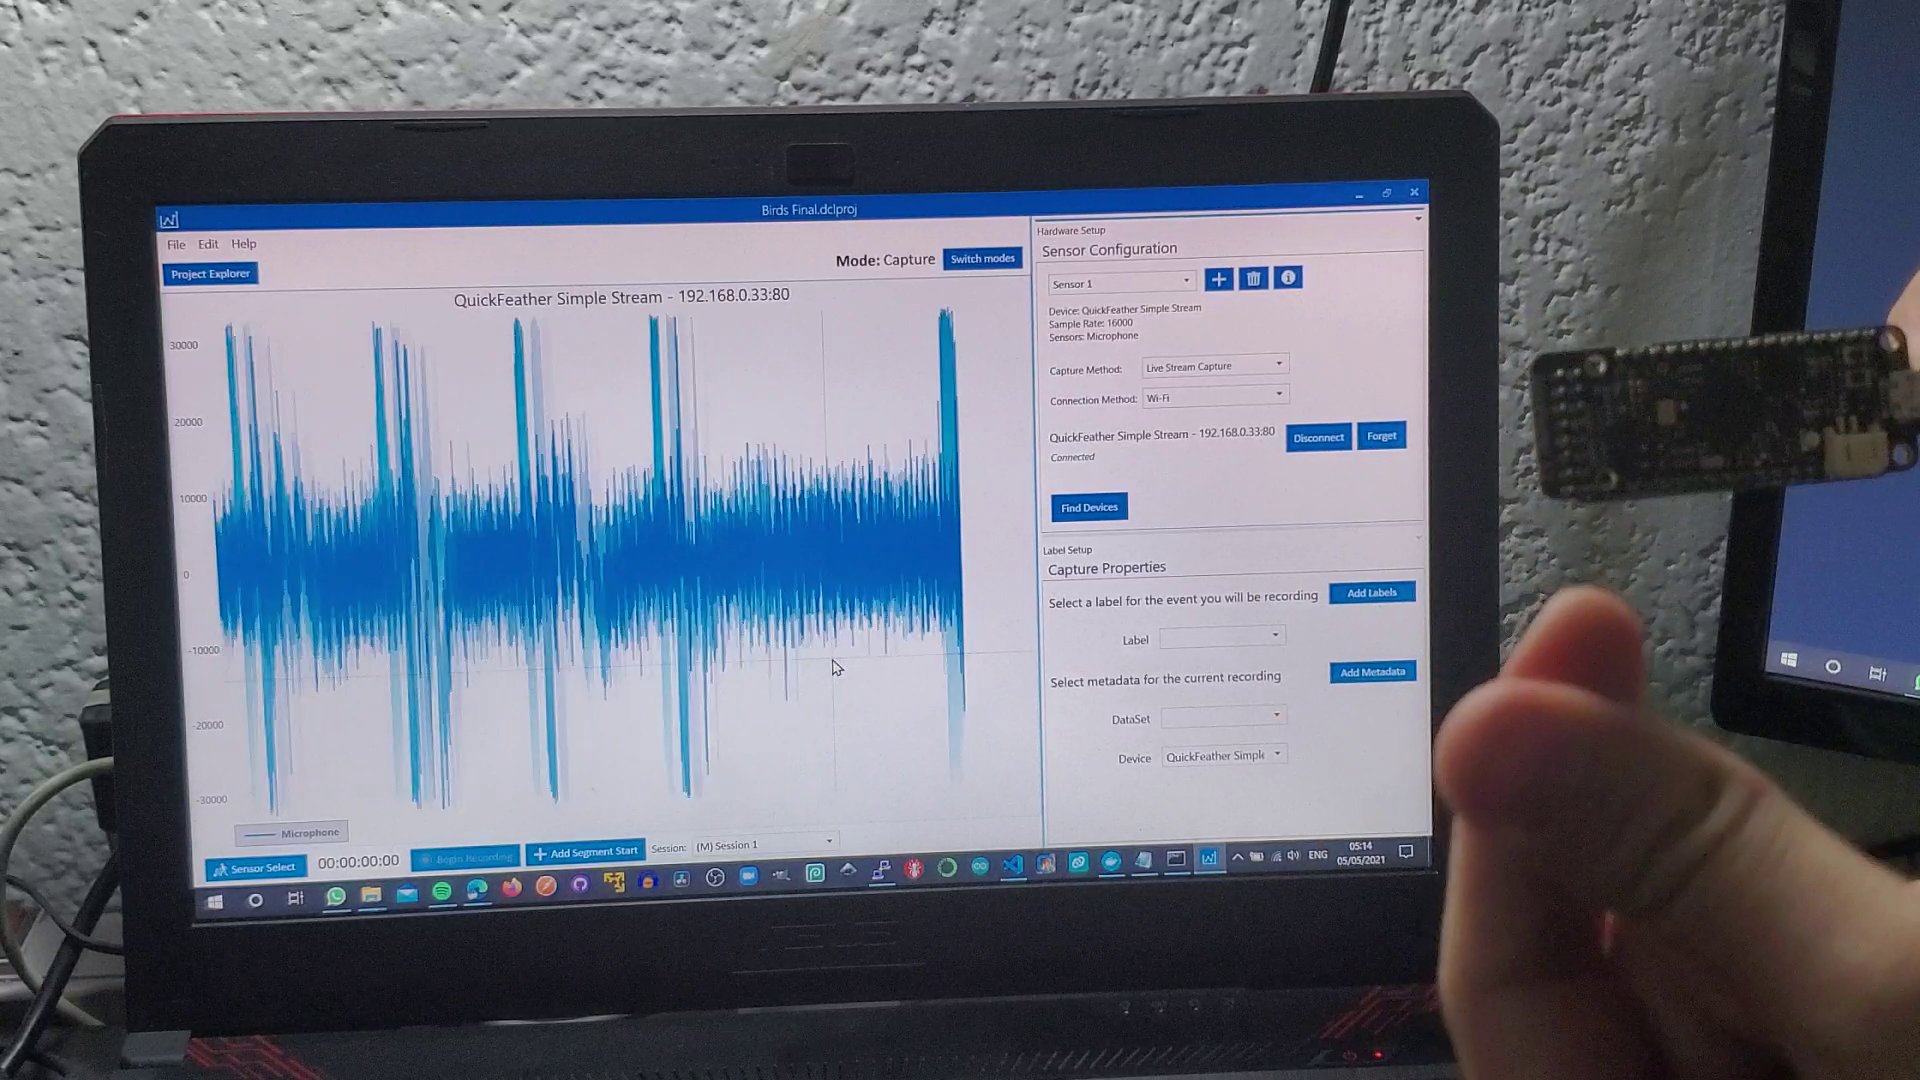 Birds Final.dclproj
File Edit Help
Project Explorer
Mode: Capture Switch modes
QuickFeather Simple Stream - 192.168.0.33:80
30000
20000
10000
0
-10000
-20000
-30000
Microphone
Sensor Select 00:00:00:00 Begin Recording Add Segment Start Session: (M) Session 1
Hardware Setup
Sensor Configuration
Sensor 1
Device: QuickFeather Simple Stream
Sample Rate: 16000
Sensors: Microphone
Capture Method: Live Stream Capture
Connection Method: Wi-Fi
QuickFeather Simple Stream - 192.168.0.33:80 Disconnect Forget
Connected
Find Devices
Label Setup
Capture Properties
Select a label for the event you will be recording Add Labels
Label
Select metadata for the current recording Add Metadata
DataSet
Device QuickFeather Simple
ENG 05:14
05/05/2021